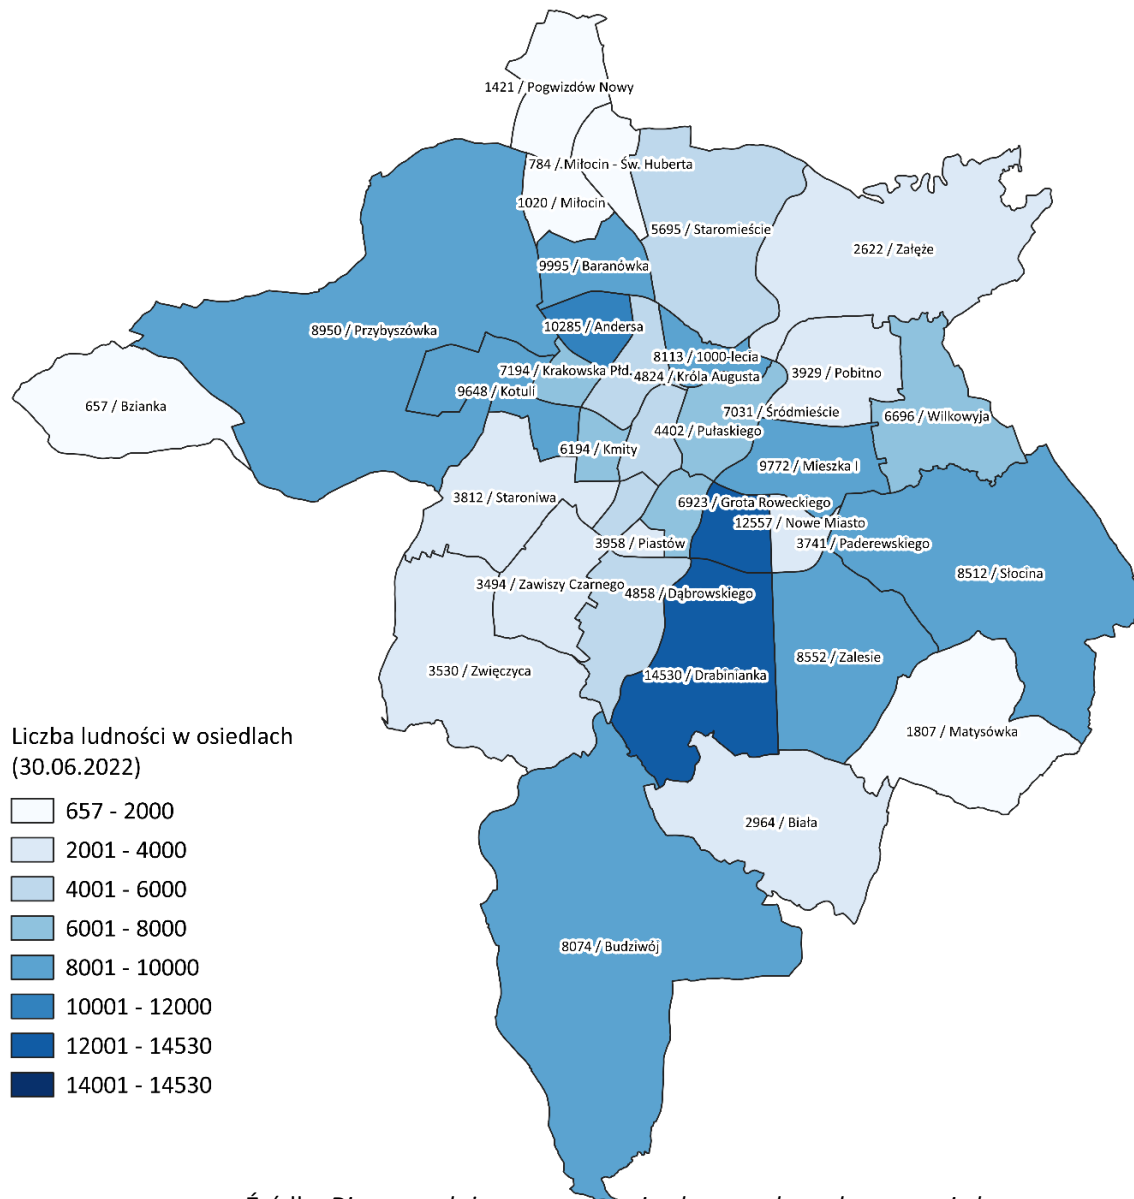 1421 / Pogwizdów Nowy
784 / Miłocin - Św. Huberta
1020 / Miłocin
5695 / Staromieście
2622 / Załęże
9995 / Baranówka
8950 / Przybyszówka
10285 / Andersa
8113 / 1000-lecia
7194 / Krakowska Płd.
4824 / Króla Augusta
3929 / Pobitno
9648 / Kotuli
657 / Bzianka
7031 / Śródmieście
6696 / Wilkowyja
4402 / Pułaskiego
6194 / Kmity
9772 / Mieszka I
3812 / Staroniwa
6923 / Grota Roweckiego
12557 / Nowe Miasto
3958 / Piastów
3741 / Paderewskiego
8512 / Słocina
3494 / Zawiszy Czarnego
4858 / Dąbrowskiego
8552 / Zalesie
3530 / Zwięczyca
14530 / Drabinianka
1807 / Matysówka
2964 / Biała
8074 / Budziwój
Liczba ludności w osiedlach
(30.06.2022)
657 - 2000
2001 - 4000
4001 - 6000
6001 - 8000
8001 - 10000
10001 - 12000
12001 - 14530
14001 - 14530